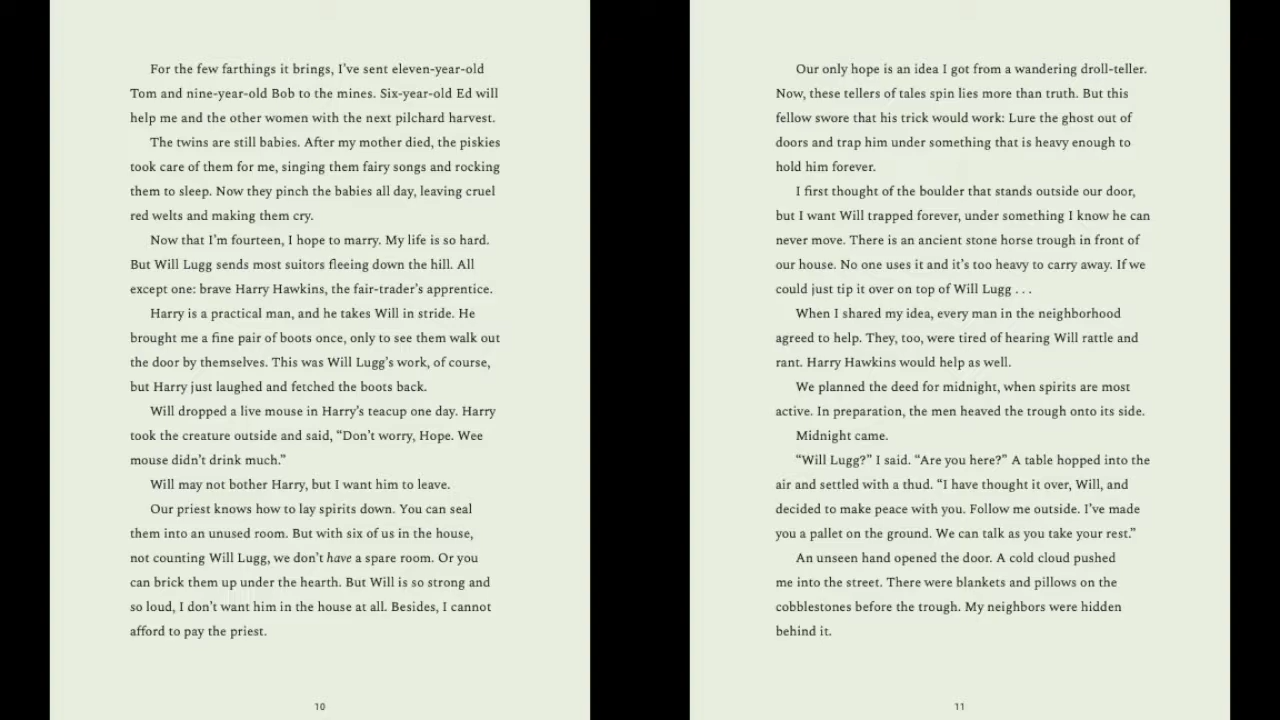 For the few farthings it brings, I’ve sent eleven-year-old
Tom and nine-year-old Bob to the mines. Six-year-old Ed will
help me and the other women with the next pilchard harvest.
The twins are still babies. After my mother died, the piskies
took care of them for me, singing them fairy songs and rocking
them to sleep. Now they pinch the babies all day, leaving cruel
red welts and making them cry.
Now that I’m fourteen, I hope to marry. My life is so hard.
But Will Lugg sends most suitors fleeing down the hill. All
except one: brave Harry Hawkins, the fair-trader’s apprentice.
Harry is a practical man, and he takes Will in stride. He
brought me a fine pair of boots once, only to see them walk out
the door by themselves. This was Will Lugg’s work, of course,
but Harry just laughed and fetched the boots back.
Will dropped a live mouse in Harry’s teacup one day. Harry
took the creature outside and said, “Don’t worry, Hope. Wee
mouse didn’t drink much.”
Will may not bother Harry, but I want him to leave.
Our priest knows how to lay spirits down. You can seal
them into an unused room. But with six of us in the house,
not counting Will Lugg, we don’t have a spare room. Or you
can brick them up under the hearth. But Will is so strong and
so loud, I don’t want him in the house at all. Besides, I cannot
afford to pay the priest.
10
Our only hope is an idea I got from a wandering droll-teller.
Now, these tellers of tales spin lies more than truth. But this
fellow swore that his trick would work: Lure the ghost out of
doors and trap him under something that is heavy enough to
hold him forever.
I first thought of the boulder that stands outside our door,
but I want Will trapped forever, under something I know he can
never move. There is an ancient stone horse trough in front of
our house. No one uses it and it’s too heavy to carry away. If we
could just tip it over on top of Will Lugg . . .
When I shared my idea, every man in the neighborhood
agreed to help. They, too, were tired of hearing Will rattle and
rant. Harry Hawkins would help as well.
We planned the deed for midnight, when spirits are most
active. In preparation, the men heaved the trough onto its side.
Midnight came.
“Will Lugg?” I said. “Are you here?” A table hopped into the
air and settled with a thud. “I have thought it over, Will, and
decided to make peace with you. Follow me outside. I’ve made
you a pallet on the ground. We can talk as you take your rest.”
An unseen hand opened the door. A cold cloud pushed
me into the street. There were blankets and pillows on the
cobblestones before the trough. My neighbors were hidden
behind it.
11